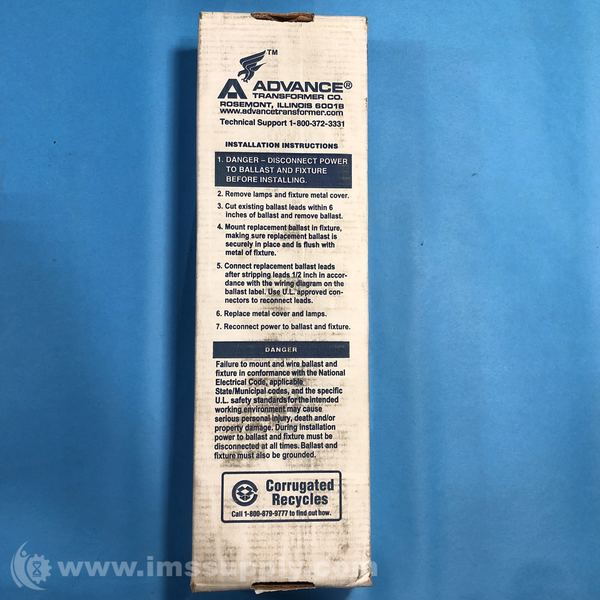 TM
ADVANCE®
TRANSFORMER CO.
ROSEMONT, ILLINOIS 60018
www.advancetransformer.com
Technical Support 1-800-372-3331
INSTALLATION INSTRUCTIONS
1. DANGER – DISCONNECT POWER
TO BALLAST AND FIXTURE
BEFORE INSTALLING.
2. Remove lamps and fixture metal cover.
3. Cut existing ballast leads within 6
inches of ballast and remove ballast.
4. Mount replacement ballast in fixture,
making sure replacement ballast is
securely in place and is flush with
metal of fixture.
5. Connect replacement ballast leads
after stripping leads 1/2 inch in accor-
dance with the wiring diagram on the
ballast label. Use U.L. approved con-
nectors to reconnect leads.
6. Replace metal cover and lamps.
7. Reconnect power to ballast and fixture.
DANGER
Failure to mount and wire ballast and
fixture in conformance with the National
Electrical Code, applicable
State/Municipal codes, and the specific
U.L. safety standards for the intended
working environment may cause
serious personal injury, death and/or
property damage. During Installation
power to ballast and fixture must be
disconnected at all times. Ballast and
fixture must also be grounded.
Corrugated
Recycles
Call 1-800-879-9777 to find out how.
www.imssupply.com